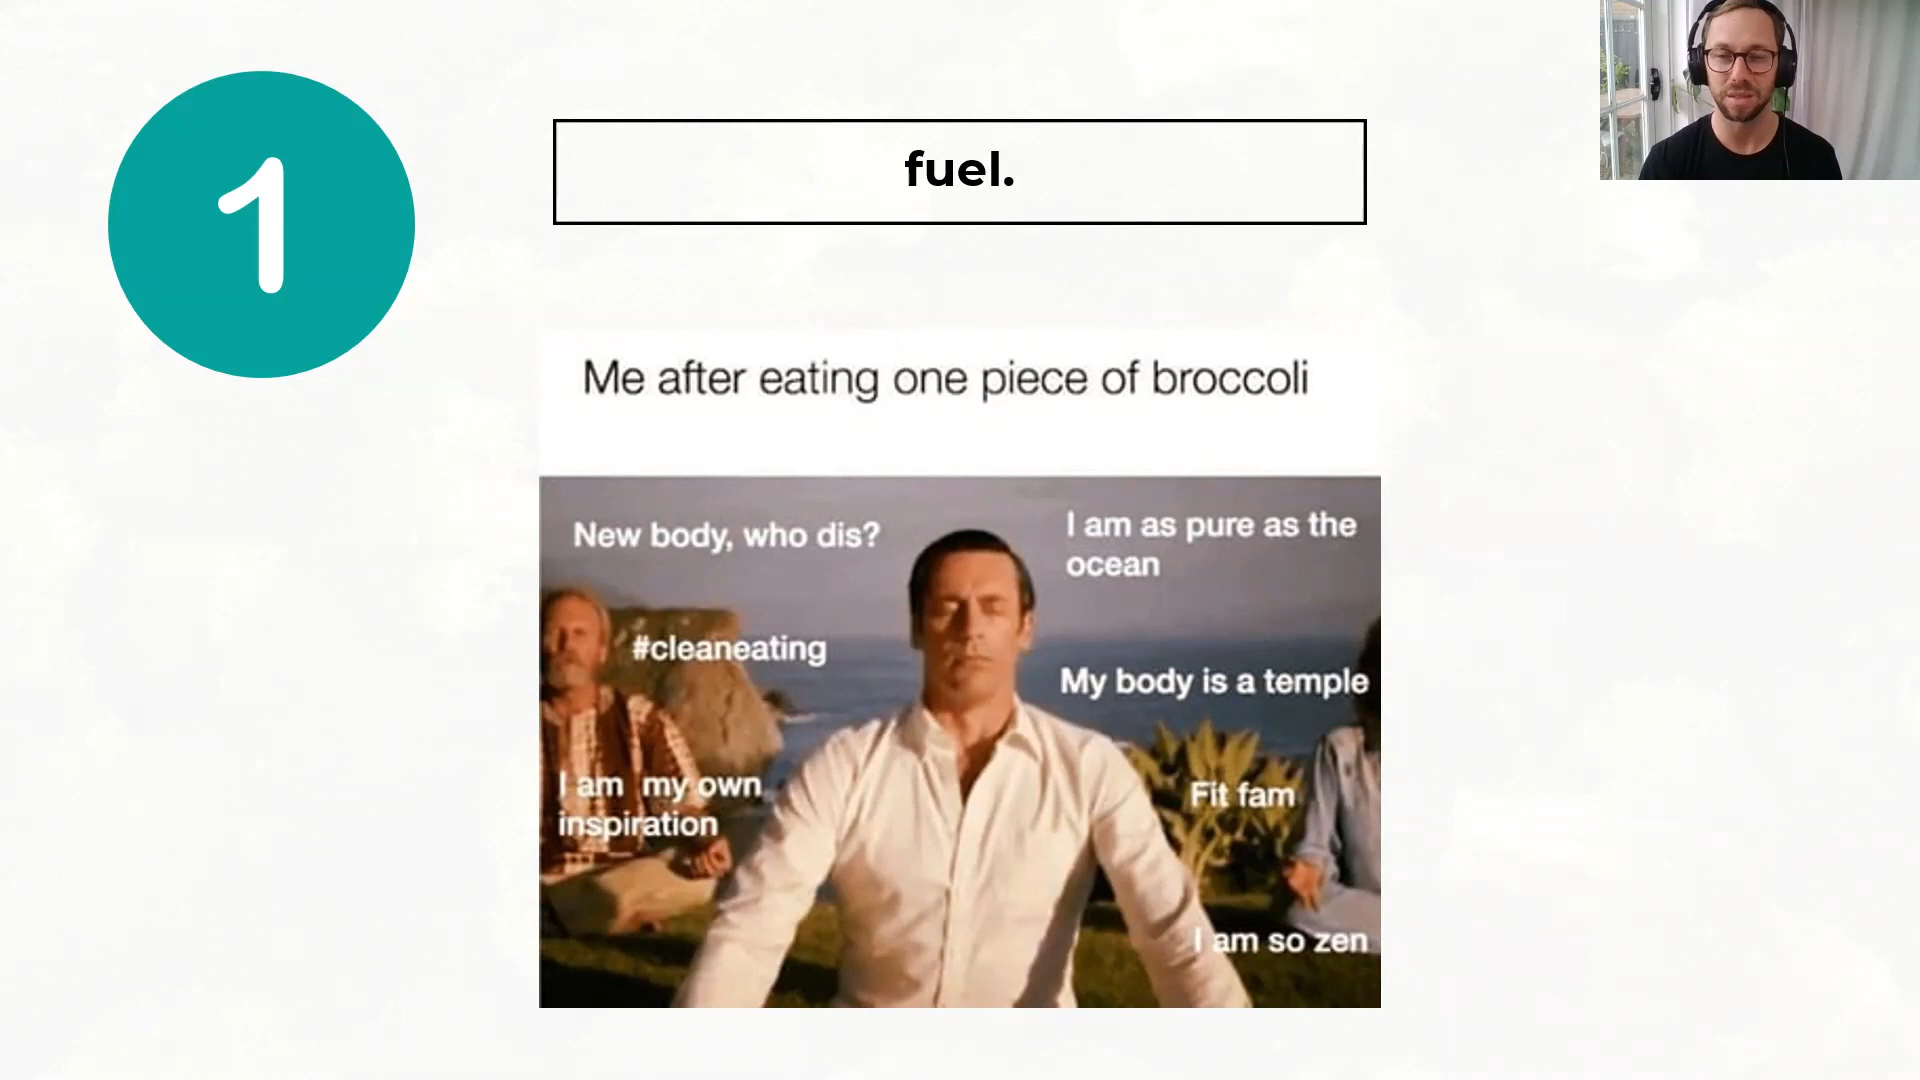 1
fuel.
Me after eating one piece of broccoli
New body, who dis?
I am as pure as the
ocean
#cleaneating
My body is a temple
I am my own
inspiration
Fit fam
I am so zen